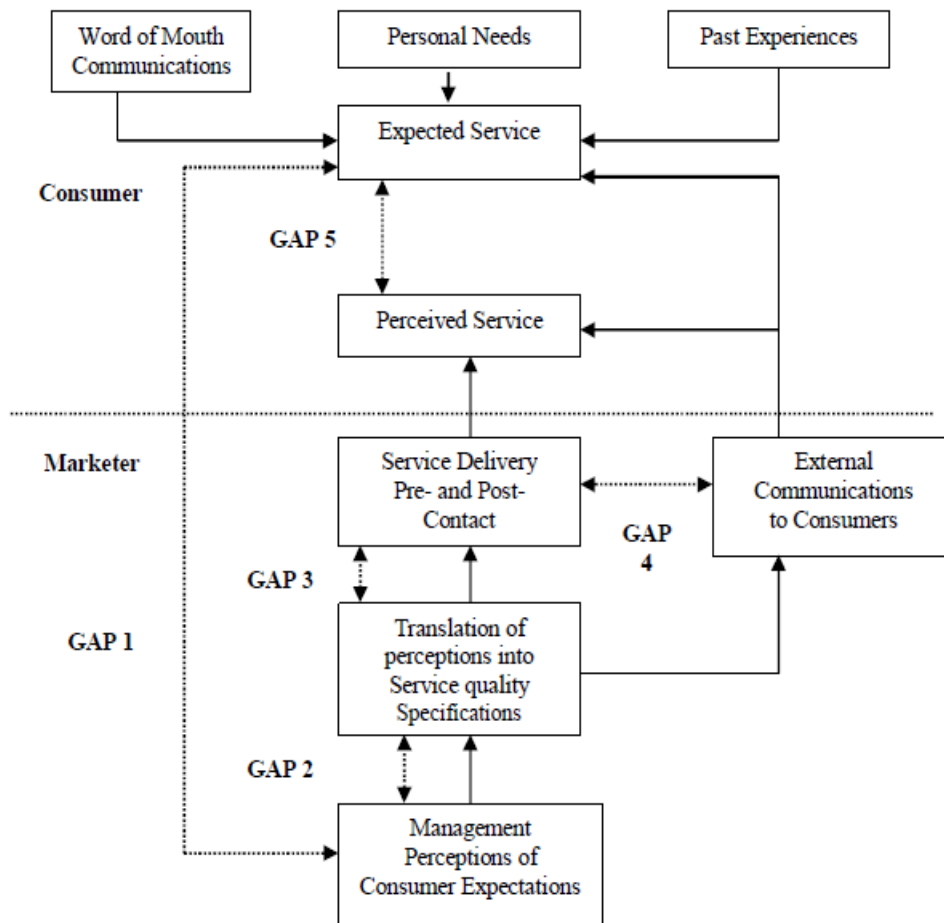 Word of Mouth
Communications
Personal Needs
Past Experiences
Expected Service
Consumer
GAP 5
Perceived Service
Marketer
Service Delivery
Pre- and Post-
Contact
External
Communications
to Consumers
GAP
4
GAP 3
GAP 1
Translation of
perceptions into
Service quality
Specifications
GAP 2
Management
Perceptions of
Consumer Expectations